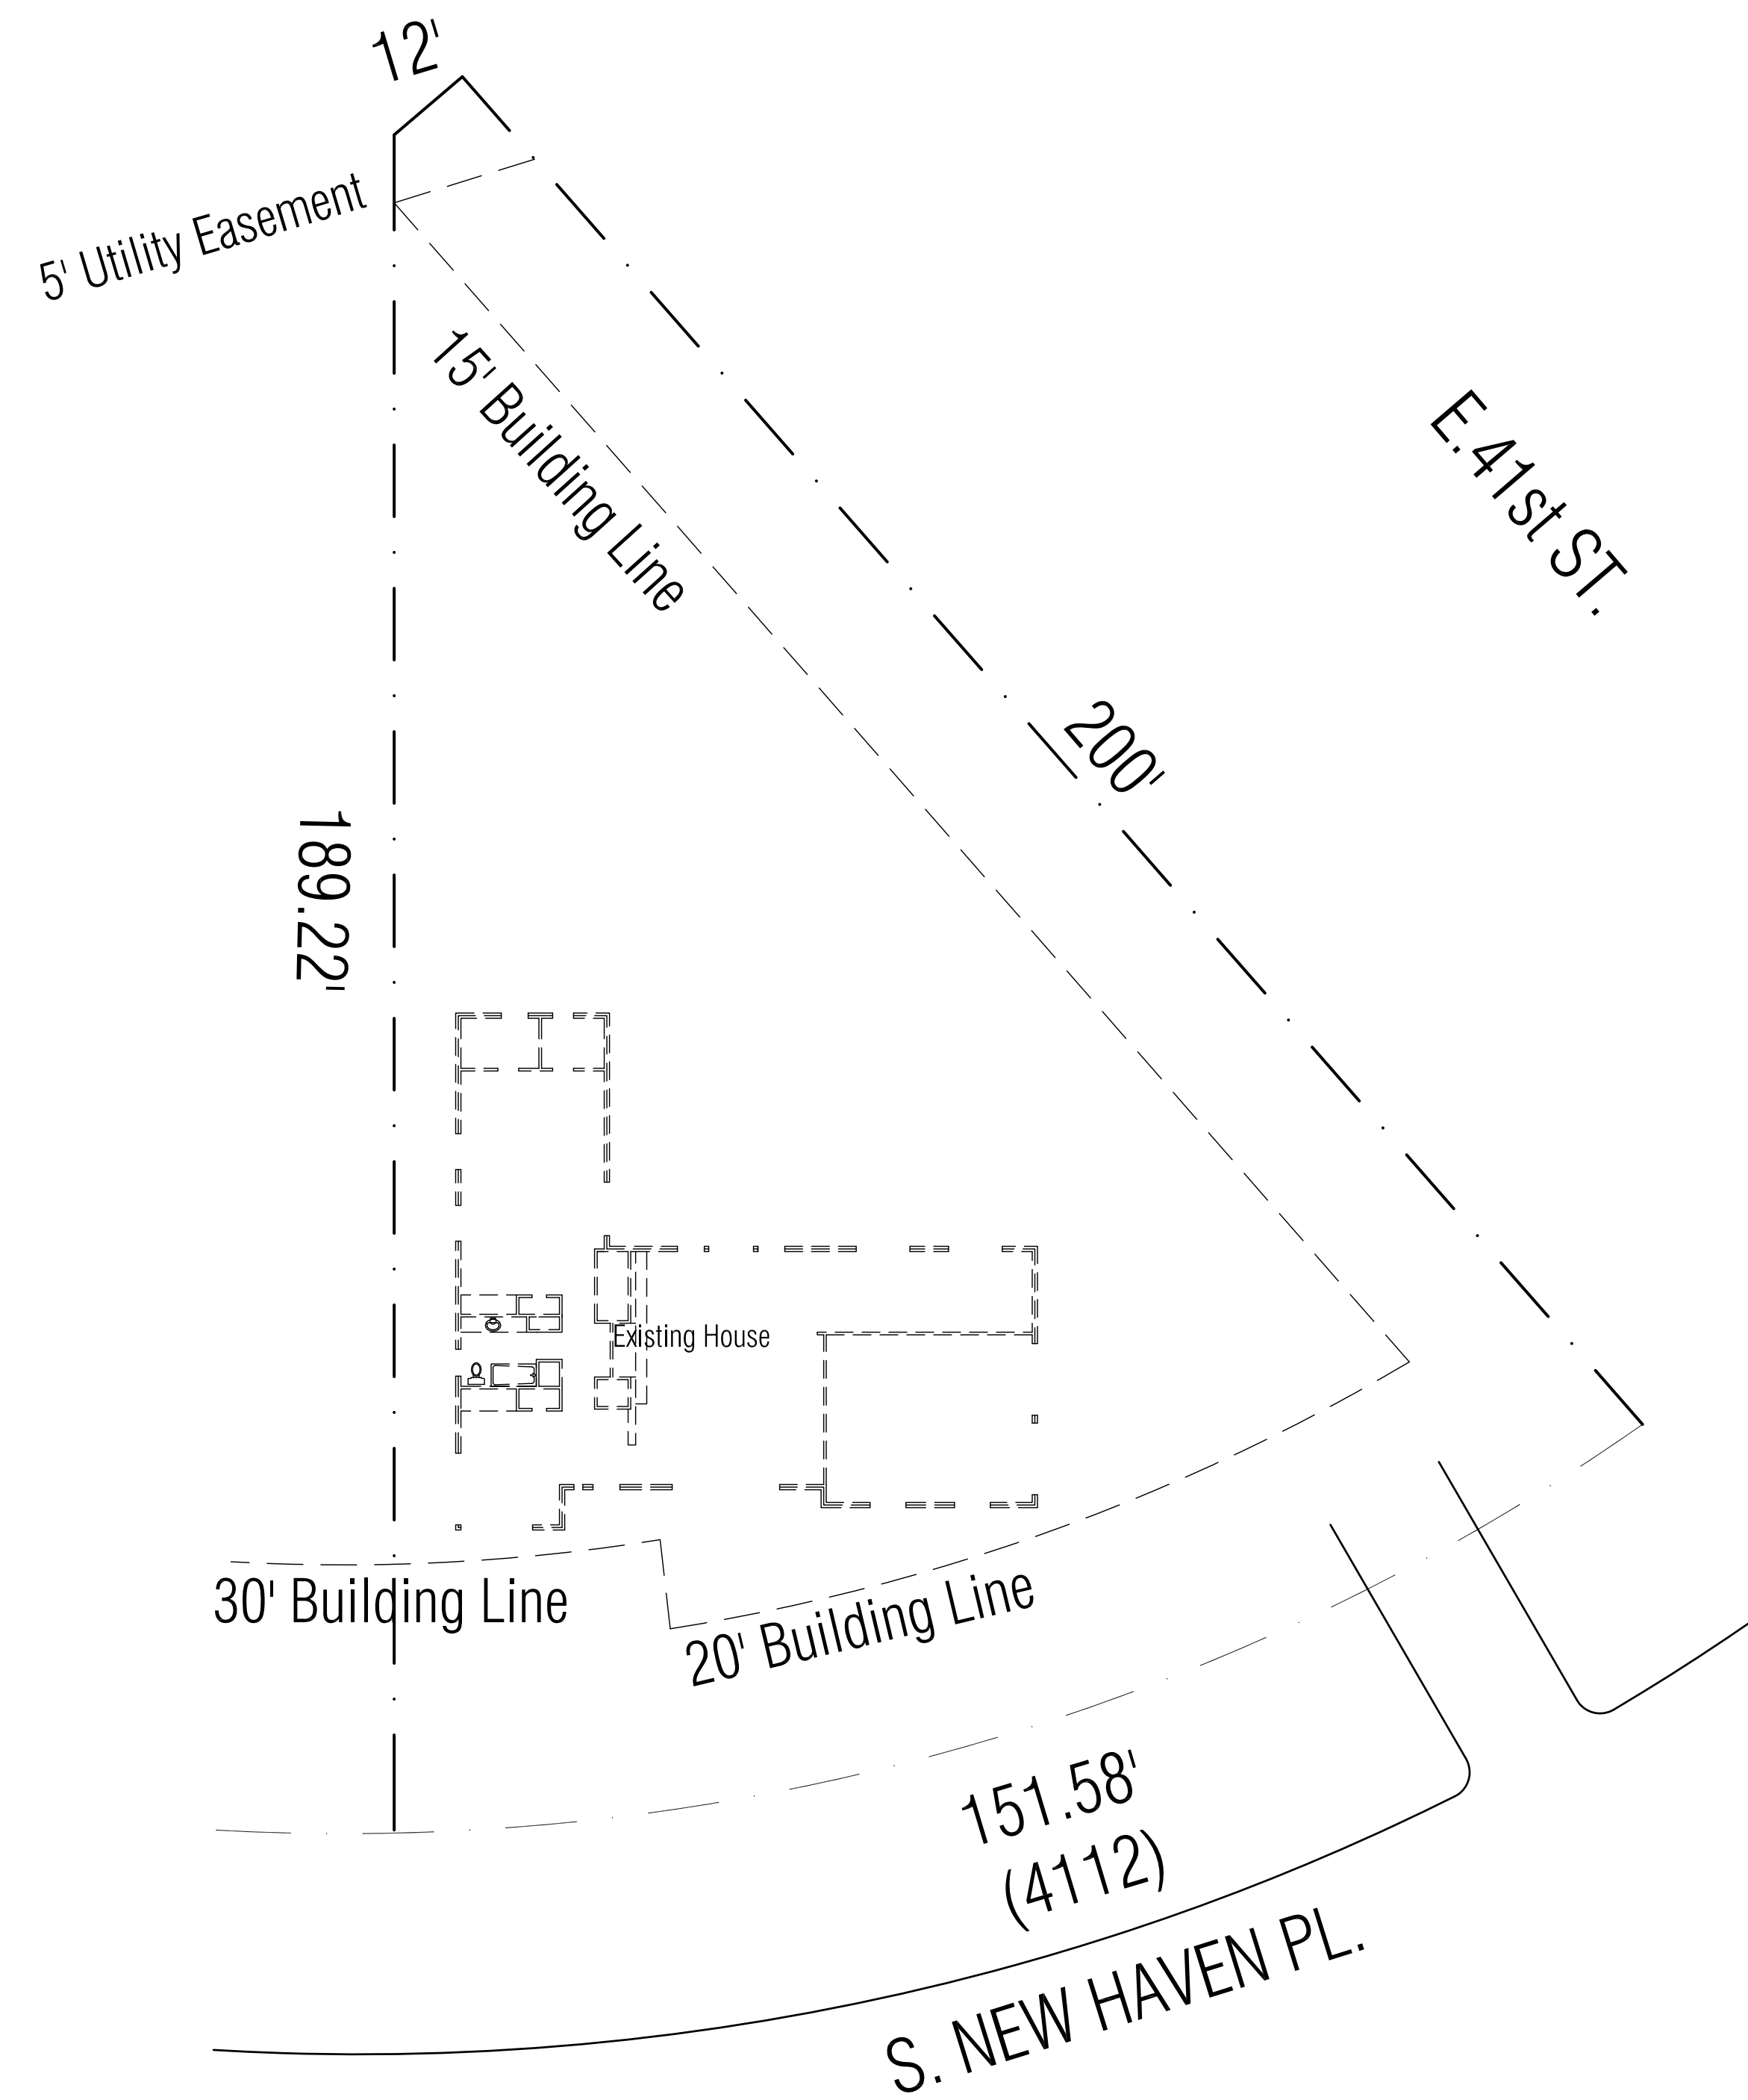 12'
5' Utility Easement
15' Building Line
E.41st ST.
200'
189.22'
Existing House
30' Building Line
20' Building Line
151.58'
(4112)
S. NEW HAVEN PL.